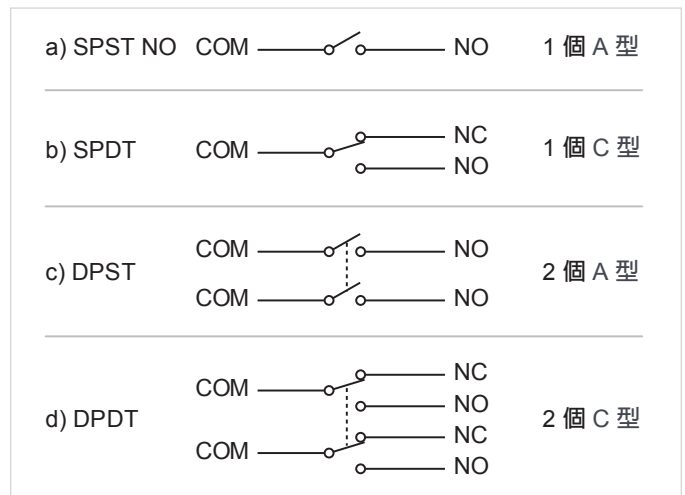 a) SPST NO COM NO 1 個 A 型
NC
b) SPDT COM 1 個 C 型
NO
COM NO
c) DPST 2 個 A 型
COM NO
NC
COM
NO
d) DPDT 2 個 C 型
NC
COM
NO